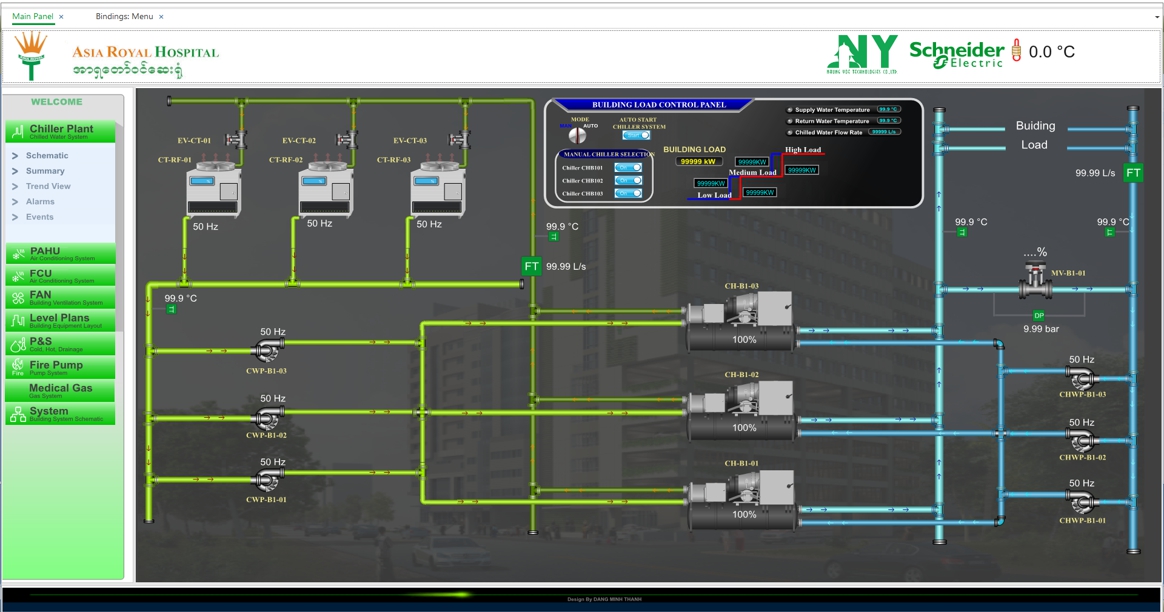 Main Panel ×
Bindings: Menu ×
ASIA ROYAL HOSPITAL
အာရှတော်ဝင်ဆေးရုံ
NY
Schneider
Electric
0.0 °C
WELCOME
Chiller Plant
Chilled Water System
> Schematic
> Summary
> Trend View
> Alarms
> Events
PAHU
Air Conditioning System
FCU
Air Conditioning System
FAN
Building Ventilation System
Level Plans
Building Equipment Layout
P&S
Cold, Hot, Drainage
Fire
Fire Pump
Pump System
Medical Gas
Gas System
System
Building System Schematic
EV-CT-01
EV-CT-02
EV-CT-03
CT-RF-01
CT-RF-02
CT-RF-03
50 Hz
50 Hz
50 Hz
BUILDING LOAD CONTROL PANEL
MODE
MAN
AUTO
AUTO START
CHILLER SYSTEM
MANUAL CHILLER SELECTION
Chiller CHB101
Chiller CHB102
Chiller CHB103
BUILDING LOAD
99999 kW
Supply Water Temperature 99.9 °C
Return Water Temperature 99.9 °C
Chilled Water Flow Rate 99999 L/s
High Load
99999KW
99999KW
Medium Load
99999KW
99999KW
Low Load
Buiding
Load
99.99 L/s
FT
99.9 °C
TT
FT
99.99 L/s
99.9 °C
TT
99.9 °C
TT
99.9 °C
TT
....%
MV-B1-01
DP
9.99 bar
50 Hz
CWP-B1-03
50 Hz
CWP-B1-02
50 Hz
CWP-B1-01
CH-B1-03
100%
CH-B1-02
100%
CH-B1-01
100%
50 Hz
CHWP-B1-03
50 Hz
CHWP-B1-02
50 Hz
CHWP-B1-01
Design By DANG MINH THANH